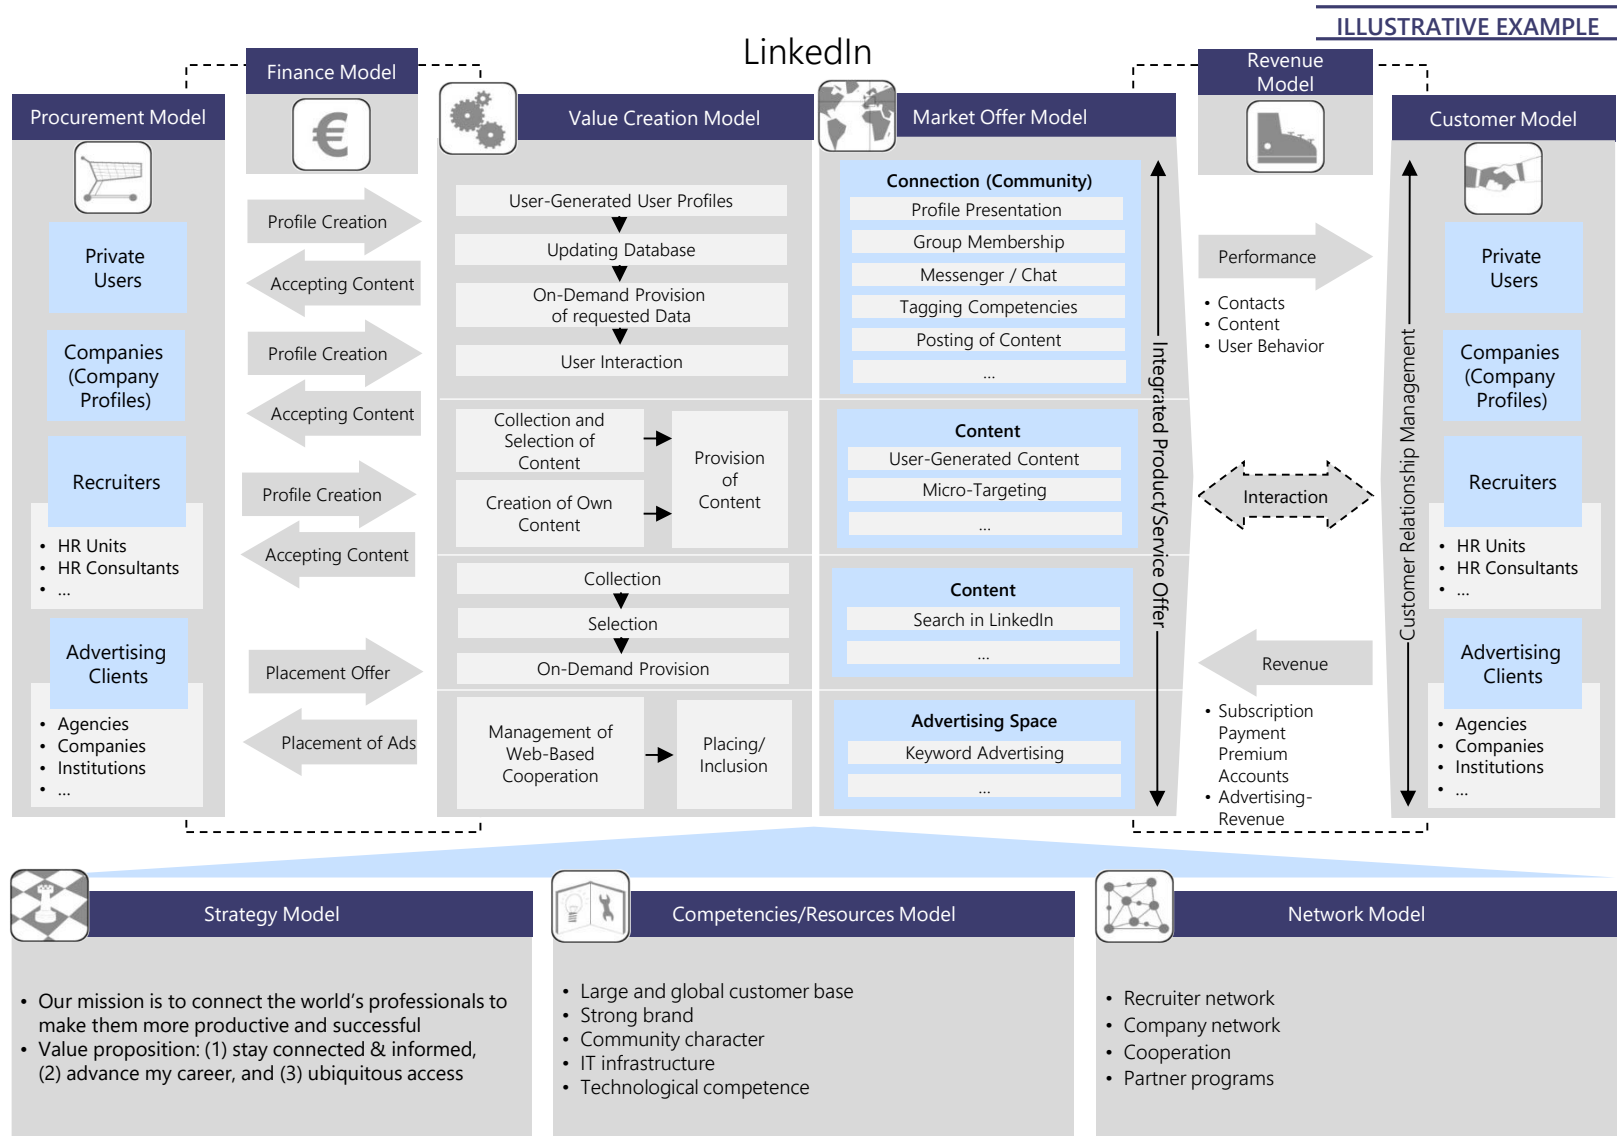 ILLUSTRATIVE EXAMPLE
LinkedIn
Procurement Model
Private
Users
Companies
(Company
Profiles)
Recruiters
• HR Units
• HR Consultants
• ...
Advertising
Clients
• Agencies
• Companies
• Institutions
• ...
Finance Model
€
Profile Creation
Accepting Content
Profile Creation
Accepting Content
Profile Creation
Accepting Content
Placement Offer
Placement of Ads
Value Creation Model
User-Generated User Profiles
Updating Database
On-Demand Provision
of requested Data
User Interaction
Collection and
Selection of
Content
Creation of Own
Content
Provision
of
Content
Collection
Selection
On-Demand Provision
Management of
Web-Based
Cooperation
Placing/
Inclusion
Market Offer Model
Connection (Community)
Profile Presentation
Group Membership
Messenger / Chat
Tagging Competencies
Posting of Content
...
Content
User-Generated Content
Micro-Targeting
...
Content
Search in LinkedIn
...
Advertising Space
Keyword Advertising
...
Integrated Product/Service Offer
Revenue
Model
Performance
• Contacts
• Content
• User Behavior
Interaction
Revenue
• Subscription
Payment
Premium
Accounts
• Advertising-
Revenue
Customer Model
Customer Relationship Management
Private
Users
Companies
(Company
Profiles)
Recruiters
• HR Units
• HR Consultants
• ...
Advertising
Clients
• Agencies
• Companies
• Institutions
• ...
Strategy Model
• Our mission is to connect the world's professionals to
make them more productive and successful
• Value proposition: (1) stay connected & informed,
(2) advance my career, and (3) ubiquitous access
Competencies/Resources Model
• Large and global customer base
• Strong brand
• Community character
• IT infrastructure
• Technological competence
Network Model
• Recruiter network
• Company network
• Cooperation
• Partner programs